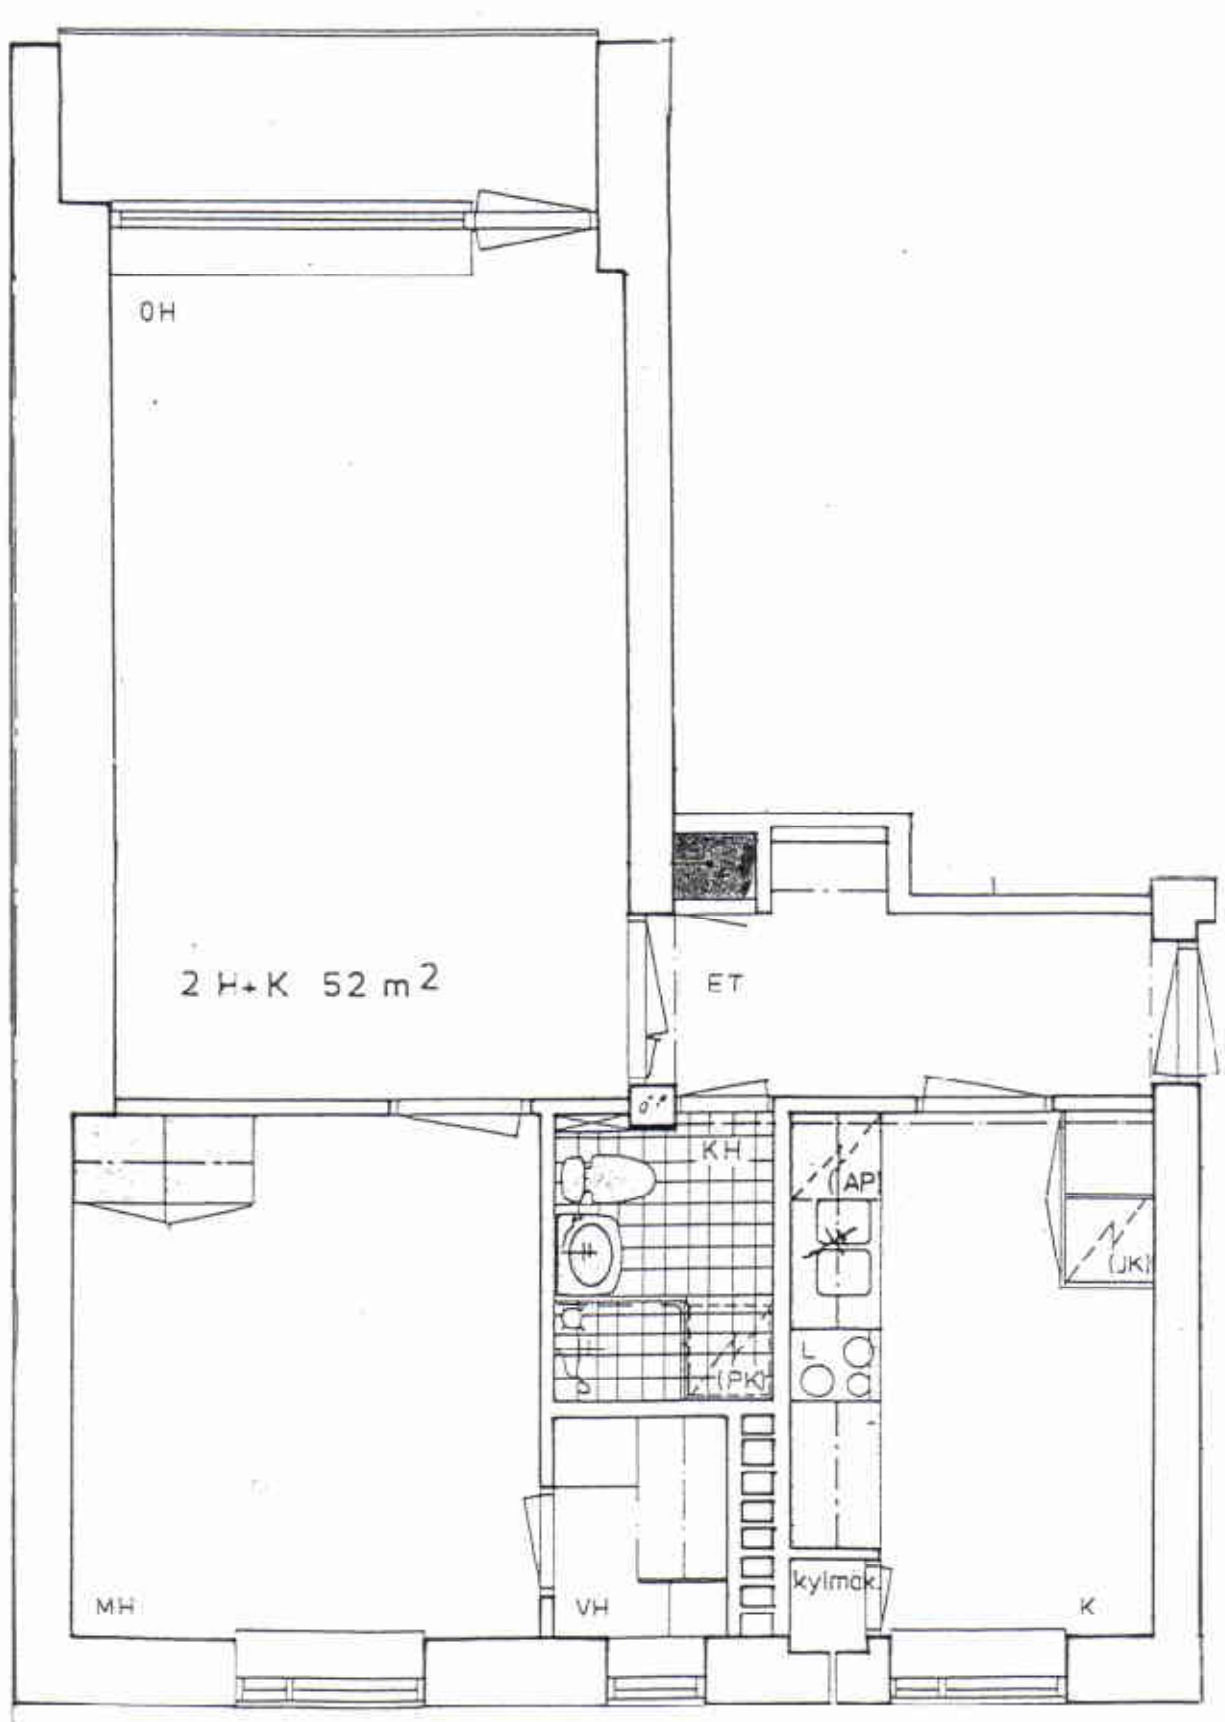 OH
2 H+K 52 m²
ET
KH
(AP)
(JK)
L
(PK)
kylmäk.
MH
VH
K